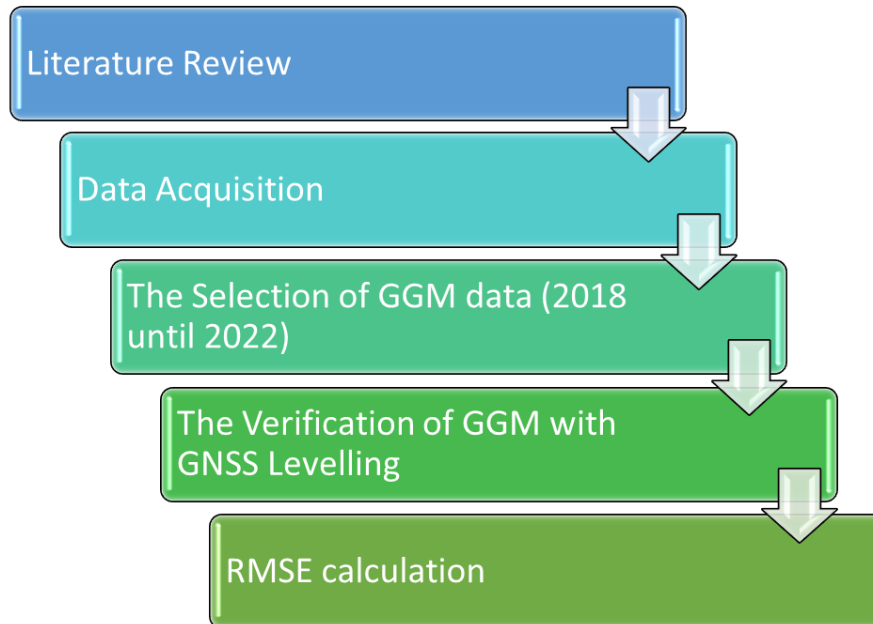 Literature Review
Data Acquisition
The Selection of GGM data (2018
until 2022)
The Verification of GGM with
GNSS Levelling
RMSE calculation